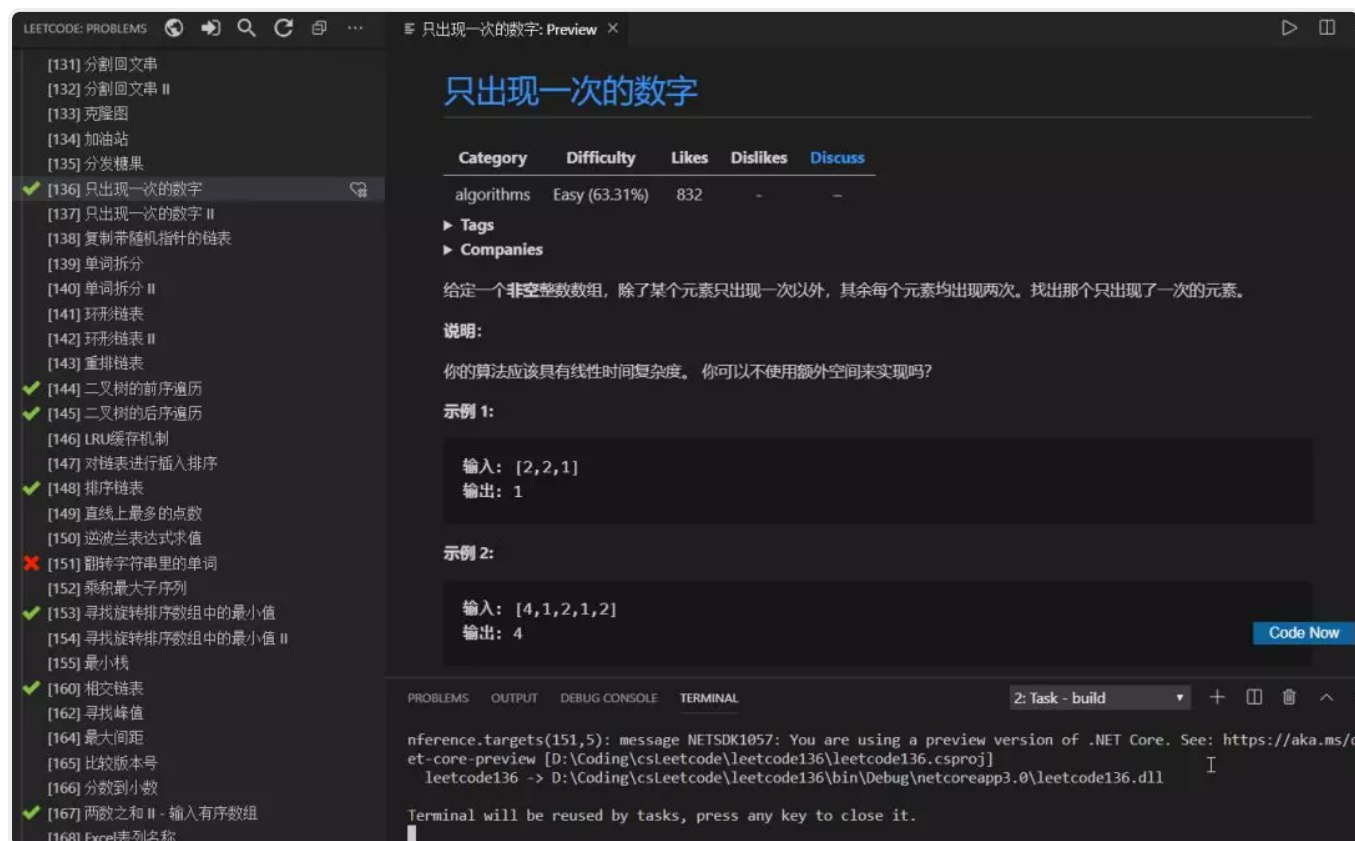 LEETCODE: PROBLEMS
[131] 分割回文串
[132] 分割回文串 II
[133] 克隆图
[134] 加油站
[135] 分发糖果
[136] 只出现一次的数字
[137] 只出现一次的数字 II
[138] 复制带随机指针的链表
[139] 单词拆分
[140] 单词拆分 II
[141] 环形链表
[142] 环形链表 II
[143] 重排链表
[144] 二叉树的前序遍历
[145] 二叉树的后序遍历
[146] LRU缓存机制
[147] 对链表进行插入排序
[148] 排序链表
[149] 直线上最多的点数
[150] 逆波兰表达式求值
[151] 翻转字符串里的单词
[152] 乘积最大子序列
[153] 寻找旋转排序数组中的最小值
[154] 寻找旋转排序数组中的最小值 II
[155] 最小栈
[160] 相交链表
[162] 寻找峰值
[164] 最大间距
[165] 比较版本号
[166] 分数到小数
[167] 两数之和 II - 输入有序数组
[168] Excel表列名称
只出现一次的数字: Preview ×
只出现一次的数字
Category Difficulty Likes Dislikes Discuss
algorithms Easy (63.31%) 832 - –
Tags
Companies
给定一个非空整数数组，除了某个元素只出现一次以外，其余每个元素均出现两次。找出那个只出现了一次的元素。
说明:
你的算法应该具有线性时间复杂度。 你可以不使用额外空间来实现吗?
示例 1:
输入: [2,2,1]
输出: 1
示例 2:
输入: [4,1,2,1,2]
输出: 4
Code Now
PROBLEMS OUTPUT DEBUG CONSOLE TERMINAL 2: Task - build
nference.targets(151,5): message NETSDK1057: You are using a preview version of .NET Core. See: https://aka.ms/
et-core-preview [D:\Coding\csLeetcode\leetcode136\leetcode136.csproj]
leetcode136 -> D:\Coding\csLeetcode\leetcode136\bin\Debug\netcoreapp3.0\leetcode136.dll
Terminal will be reused by tasks, press any key to close it.